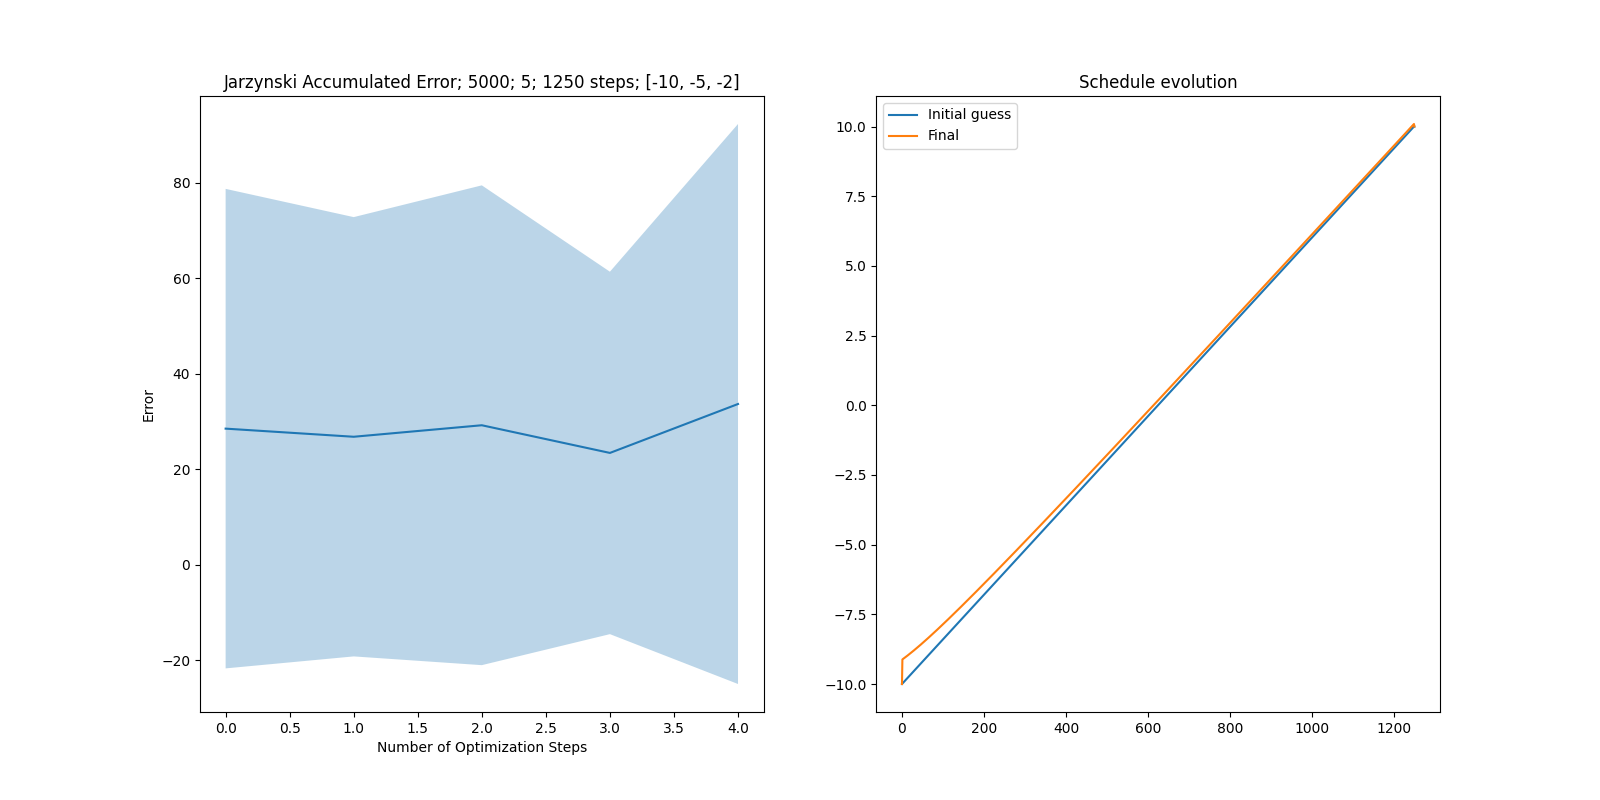 Jarzynski Accumulated Error; 5000; 5; 1250 steps; [-10, -5, -2]
80
60
40
20
0
−20
Error
0.0 0.5 1.0 1.5 2.0 2.5 3.0 3.5 4.0
Number of Optimization Steps
Schedule evolution
Initial guess
Final
10.0
7.5
5.0
2.5
0.0
−2.5
−5.0
−7.5
−10.0
0 200 400 600 800 1000 1200